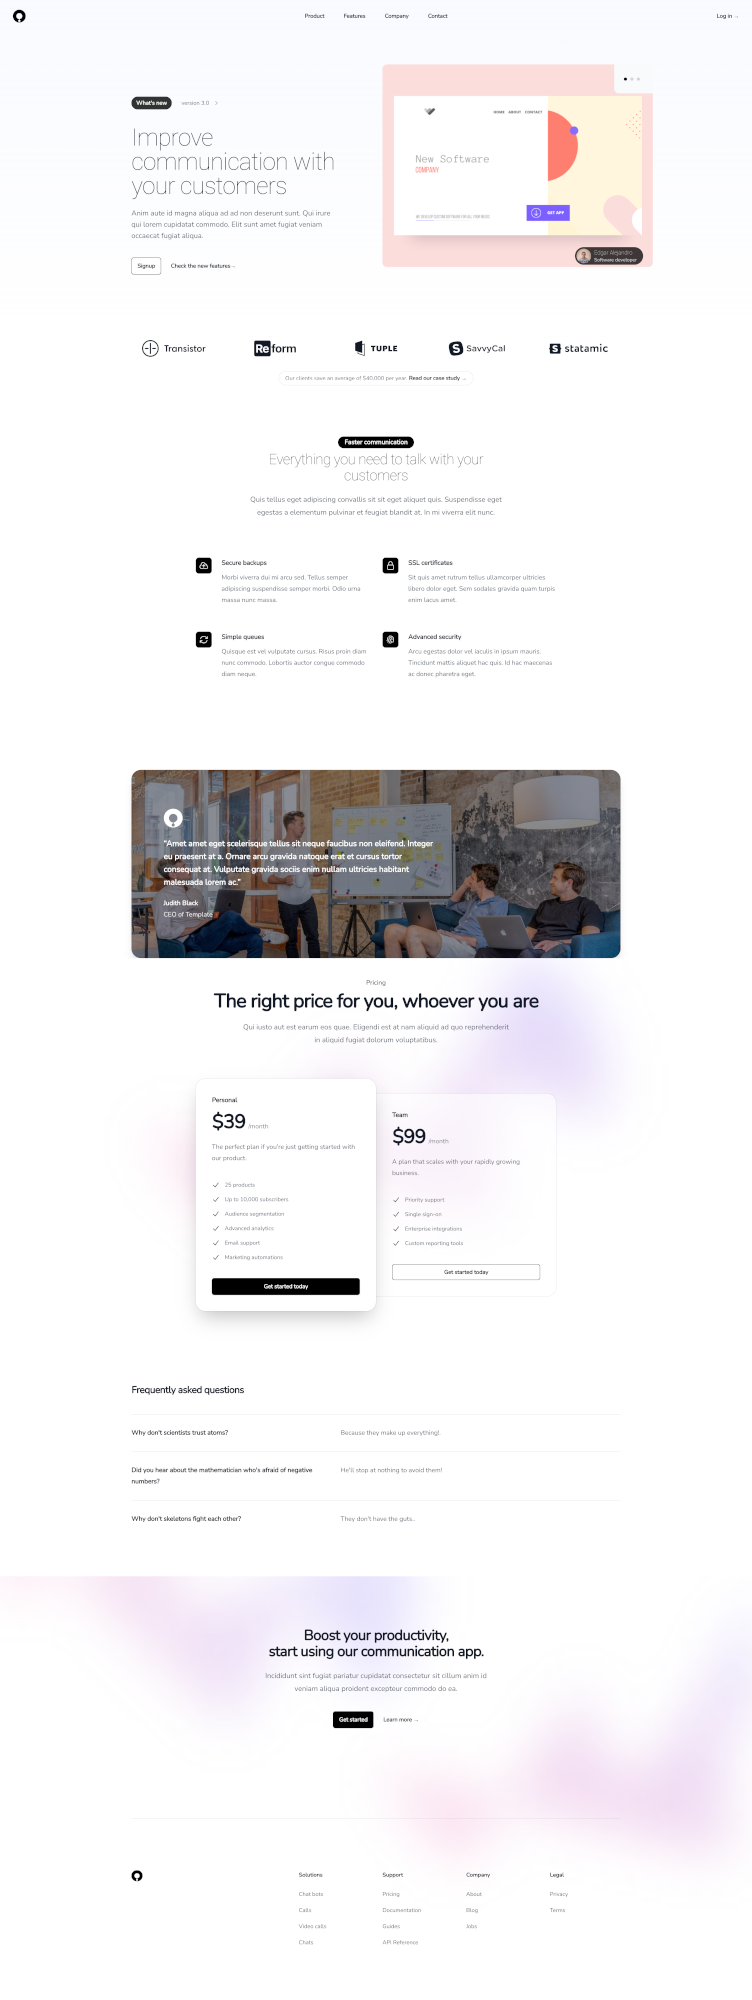 Product Features Company Contact
Log in →
What's new version 3.0
Improve
communication with
your customers
Anim aute id magna aliqua ad ad non deserunt sunt. Qui irure
qui lorem cupidatat commodo. Elit sunt amet fugiat veniam
occaecat fugiat aliqua.
Signup Check the new features→
HOME ABOUT CONTACT
New Software
COMPANY
GET APP
Edgar Alejandro
Software developer
Transistor Reform TUPLE SavvyCal statamic
Our clients save an average of $40,000 per year. Read our case study →
Faster communication
Everything you need to talk with your
customers
Quis tellus eget adipiscing convallis sit sit eget aliquet quis. Suspendisse eget
egestas a elementum pulvinar et feugiat blandit at. In mi viverra elit nunc.
Secure backups
Morbi viverra dui mi arcu sed. Tellus semper
adipiscing suspendisse semper morbi. Odio urna
massa nunc massa.
SSL certificates
Sit quis amet rutrum tellus ullamcorper ultricies
libero dolor eget. Sem sodales gravida quam turpis
enim lacus amet.
Simple queues
Quisque est vel vulputate cursus. Risus proin diam
nunc commodo. Lobortis auctor congue commodo
diam neque.
Advanced security
Arcu egestas dolor vel iaculis in ipsum mauris.
Tincidunt mattis aliquet hac quis. Id hac maecenas
ac donec pharetra eget.
"Amet amet eget scelerisque tellus sit neque faucibus non eleifend. Integer
eu praesent at a. Ornare arcu gravida natoque erat et cursus tortor
consequat at. Vulputate gravida sociis enim nullam ultricies habitant
malesuada lorem ac."
Judith Black
CEO of Template
Pricing
The right price for you, whoever you are
Qui iusto aut est earum eos quae. Eligendi est at nam aliquid ad quo reprehenderit
in aliquid fugiat dolorum voluptatibus.
Personal
$39 /month
The perfect plan if you're just getting started with
our product.
25 products
Up to 10,000 subscribers
Audience segmentation
Advanced analytics
Email support
Marketing automations
Get started today
Team
$99 /month
A plan that scales with your rapidly growing
business.
Priority support
Single sign-on
Enterprise integrations
Custom reporting tools
Get started today
Frequently asked questions
Why don't scientists trust atoms?
Because they make up everything!
Did you hear about the mathematician who's afraid of negative
numbers?
He'll stop at nothing to avoid them!
Why don't skeletons fight each other?
They don't have the guts..
Boost your productivity,
start using our communication app.
Incididunt sint fugiat pariatur cupidatat consectetur sit cillum anim id
veniam aliqua proident excepteur commodo do ea.
Get started Learn more →
Solutions
Chat bots
Calls
Video calls
Chats
Support
Pricing
Documentation
Guides
API Reference
Company
About
Blog
Jobs
Legal
Privacy
Terms